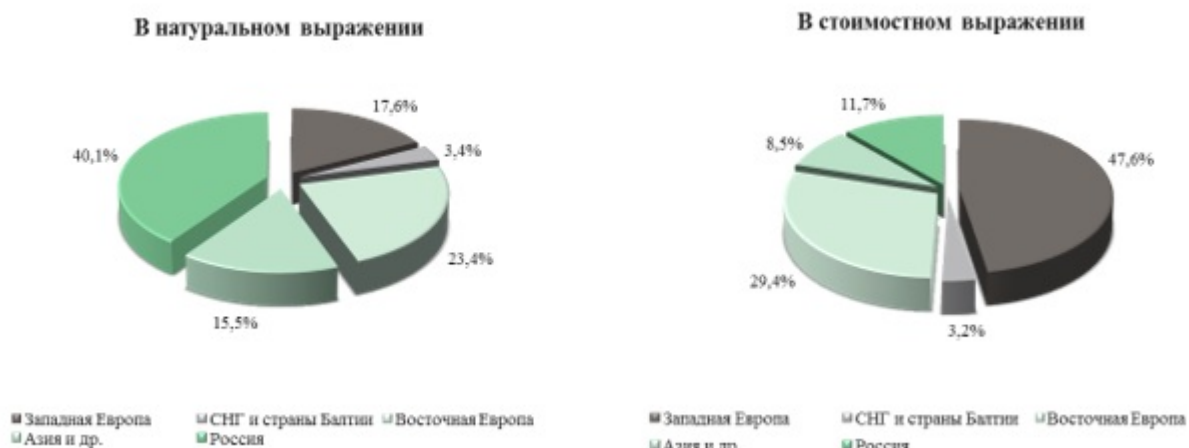 В натуральном выражении
17,6%
40,1%
3,4%
23,4%
15,5%
Западная Европа СНГ и страны Балтии Восточная Европа
Азия и др. Россия
В стоимостном выражении
11,7%
8,5%
47,6%
29,4%
3,2%
Западная Европа СНГ и страны Балтии Восточная Европа
Азия и др. Россия